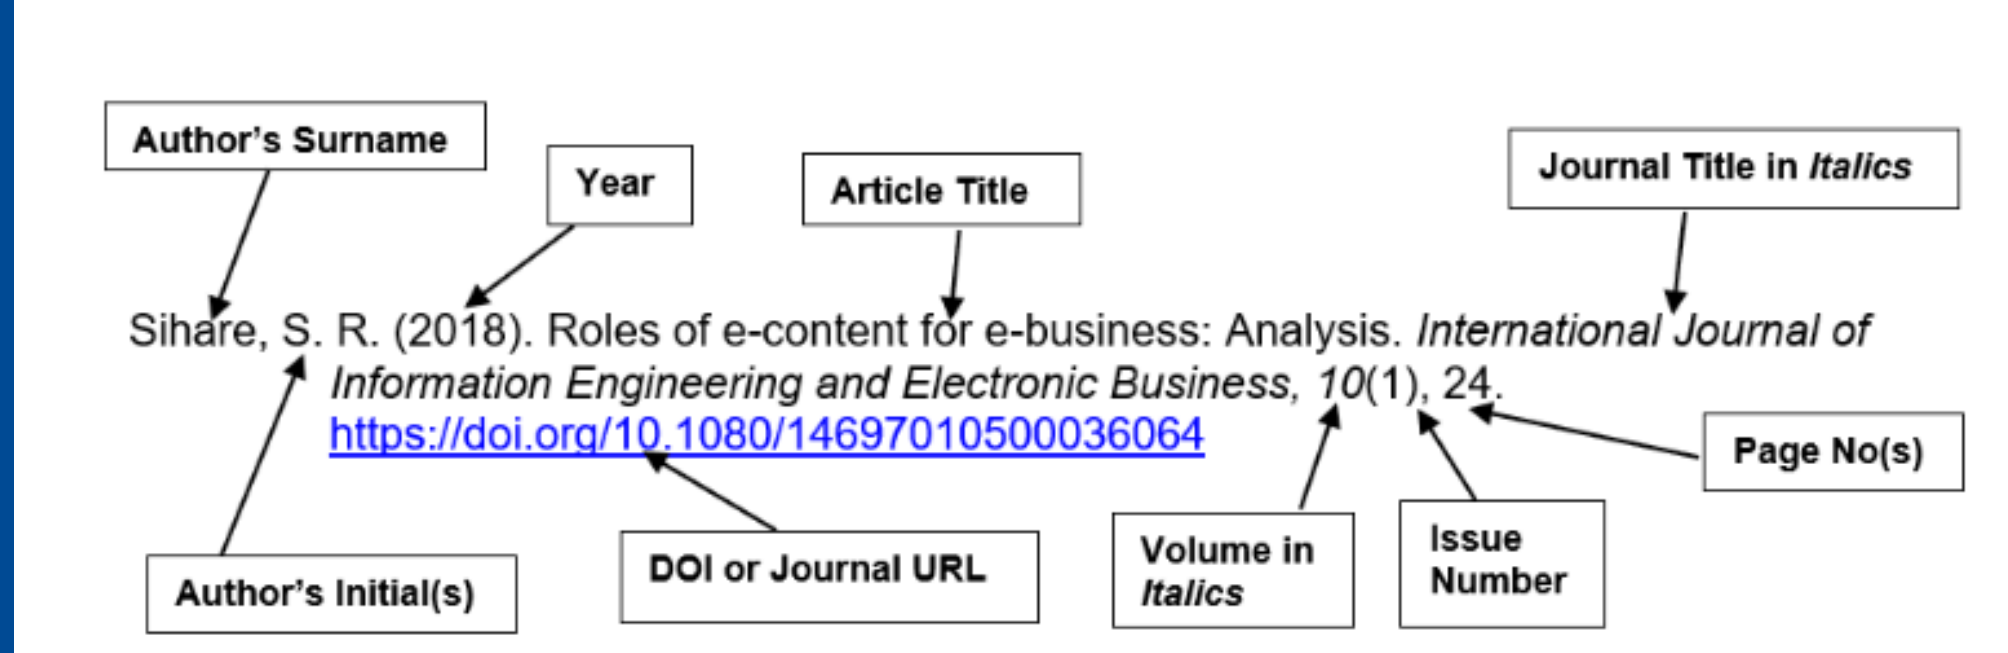 Author's Surname
Year
Article Title
Journal Title in Italics
Sihare, S. R. (2018). Roles of e-content for e-business: Analysis. International Journal of
Information Engineering and Electronic Business, 10(1), 24.
https://doi.org/10.1080/14697010500036064
Page No(s)
Author's Initial(s)
DOI or Journal URL
Volume in
Italics
Issue
Number